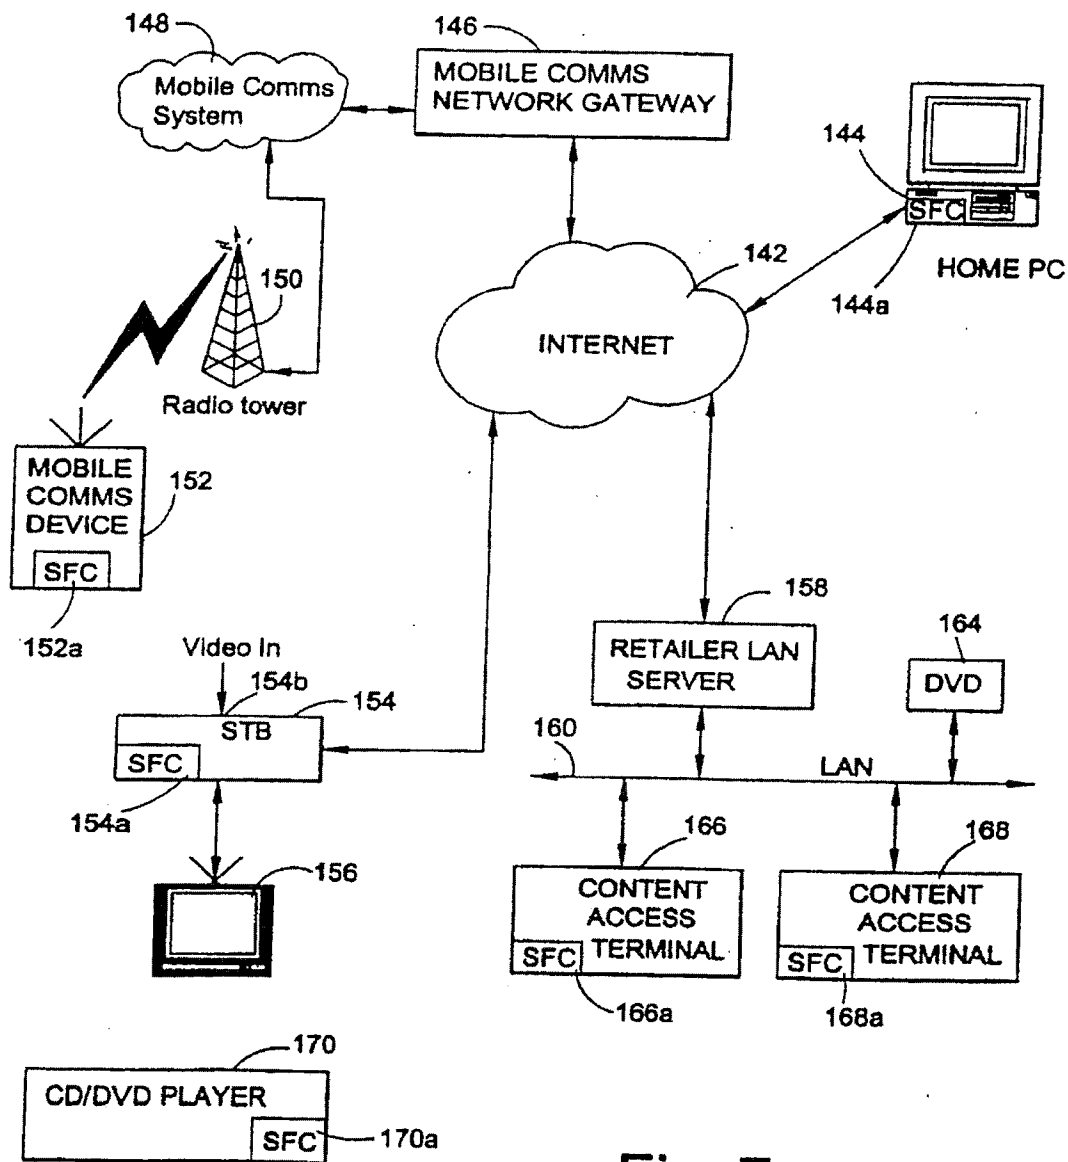 148
146
Mobile Comms
System
MOBILE COMMS
NETWORK GATEWAY
144
SFC
HOME PC
144a
142
INTERNET
150
Radio tower
MOBILE
COMMS
DEVICE
SFC
152
152a
Video In
154b
154
STB
SFC
154a
156
158
RETAILER LAN
SERVER
164
DVD
160
LAN
166
CONTENT
ACCESS
TERMINAL
SFC
166a
168
CONTENT
ACCESS
TERMINAL
SFC
168a
170
CD/DVD PLAYER
SFC
170a